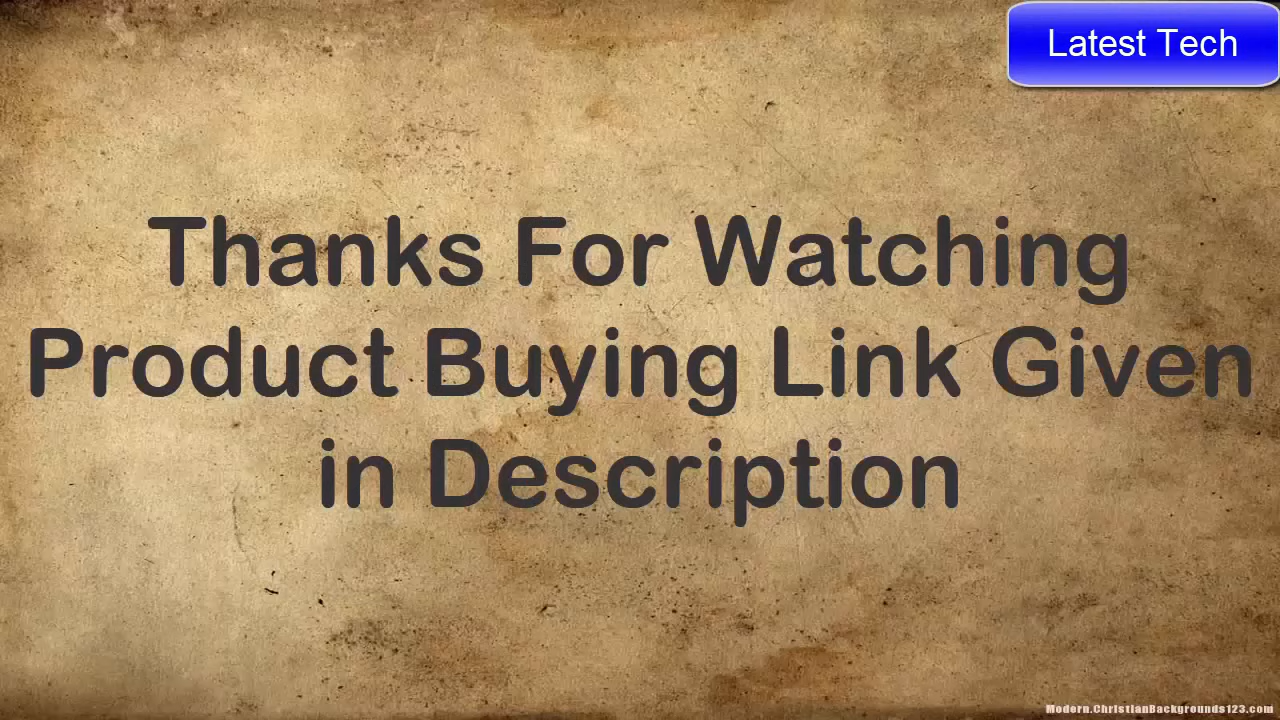 Latest Tech
Thanks For Watching
Product Buying Link Given
in Description
Modern.ChristianBackgrounds123.com